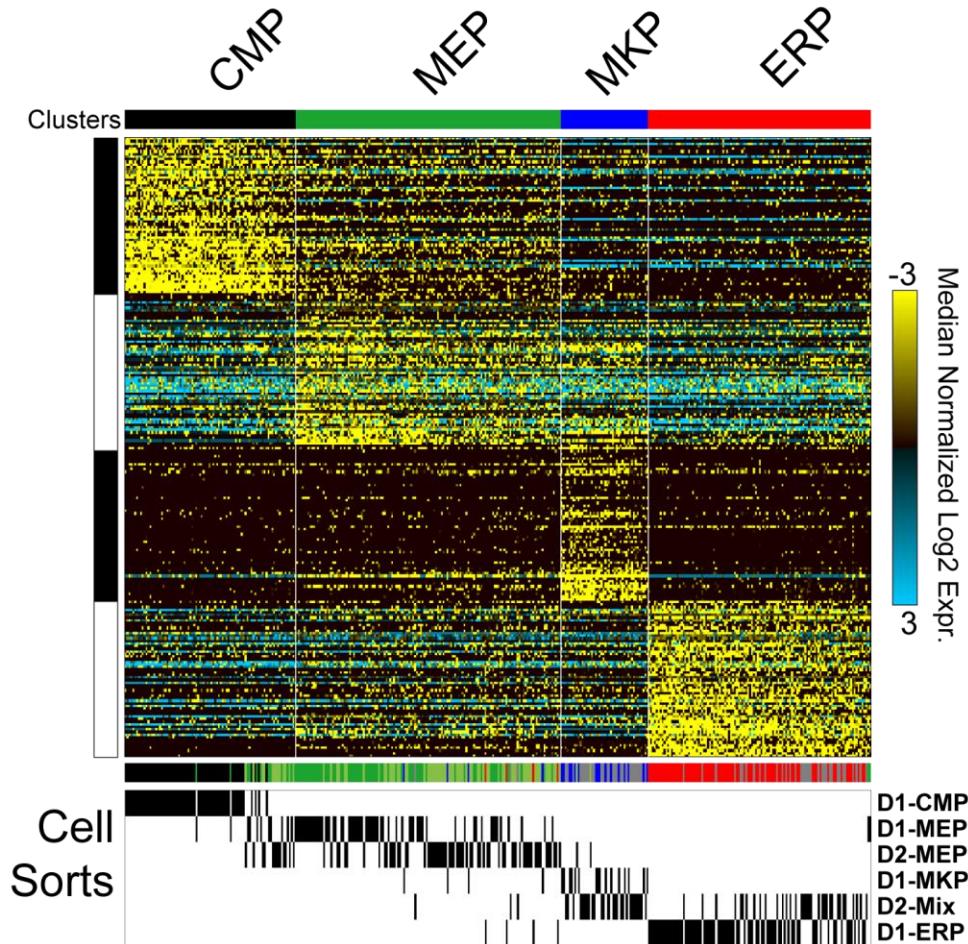 CMP
MEP
MKP
ERP
Clusters
-3
Median Normalized Log2 Expr.
3
Cell
Sorts
D1-CMP
D1-MEP
D2-MEP
D1-MKP
D2-Mix
D1-ERP